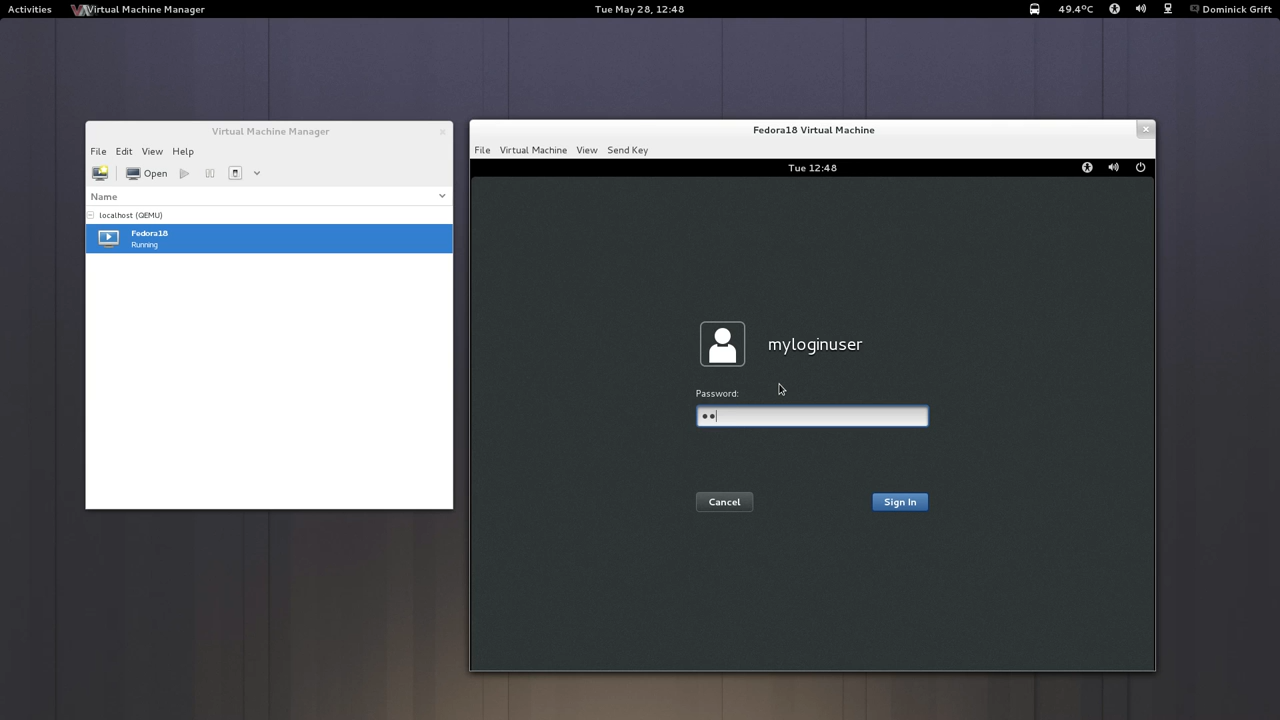 Activities Virtual Machine Manager Tue May 28, 12:48 49.4ºC Dominick Grift
Virtual Machine Manager
File Edit View Help
Open
Name
localhost (QEMU)
Fedora18
Running
Fedora18 Virtual Machine
File Virtual Machine View Send Key
Tue 12:48
myloginuser
Password:
Cancel Sign In